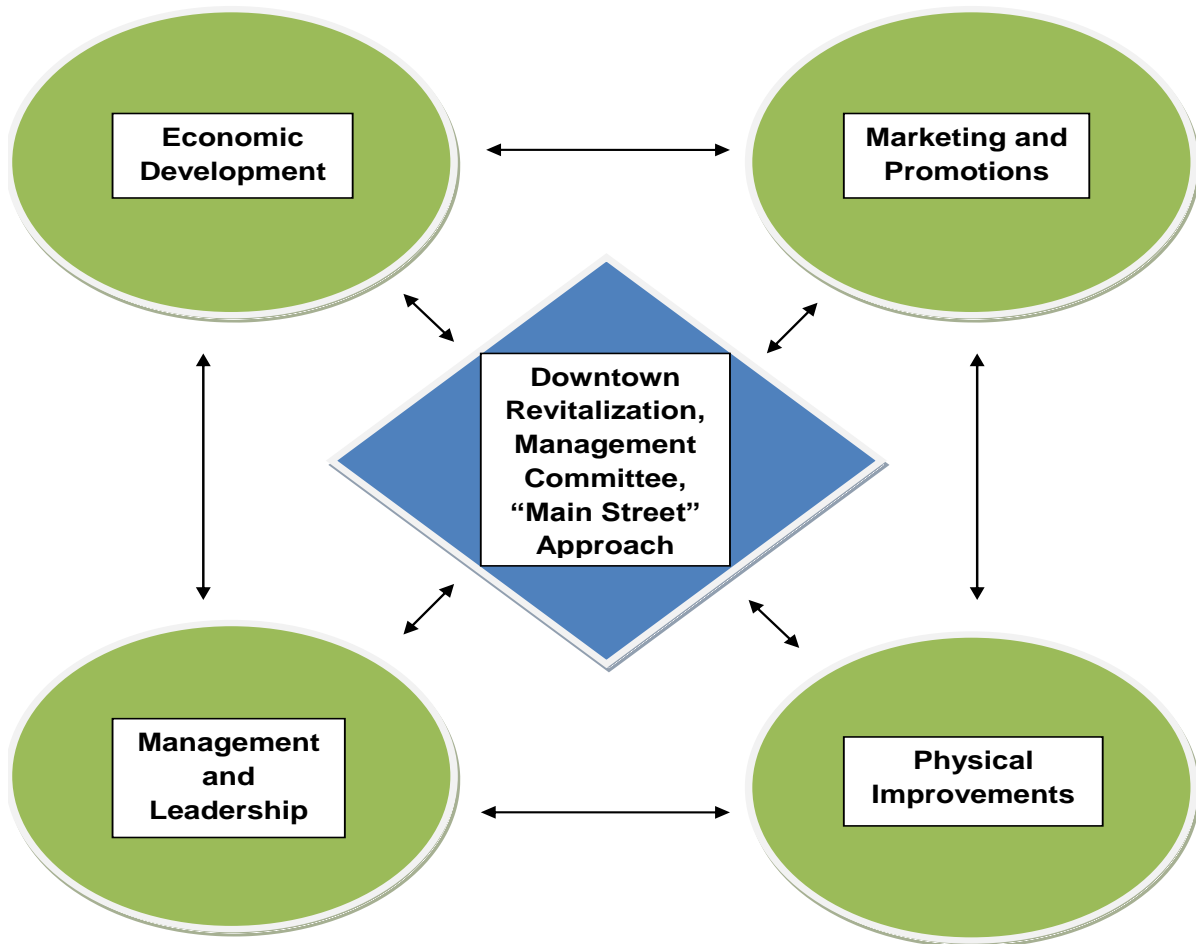 Economic
Development
Marketing and
Promotions
Downtown
Revitalization,
Management
Committee,
“Main Street”
Approach
Management
and
Leadership
Physical
Improvements